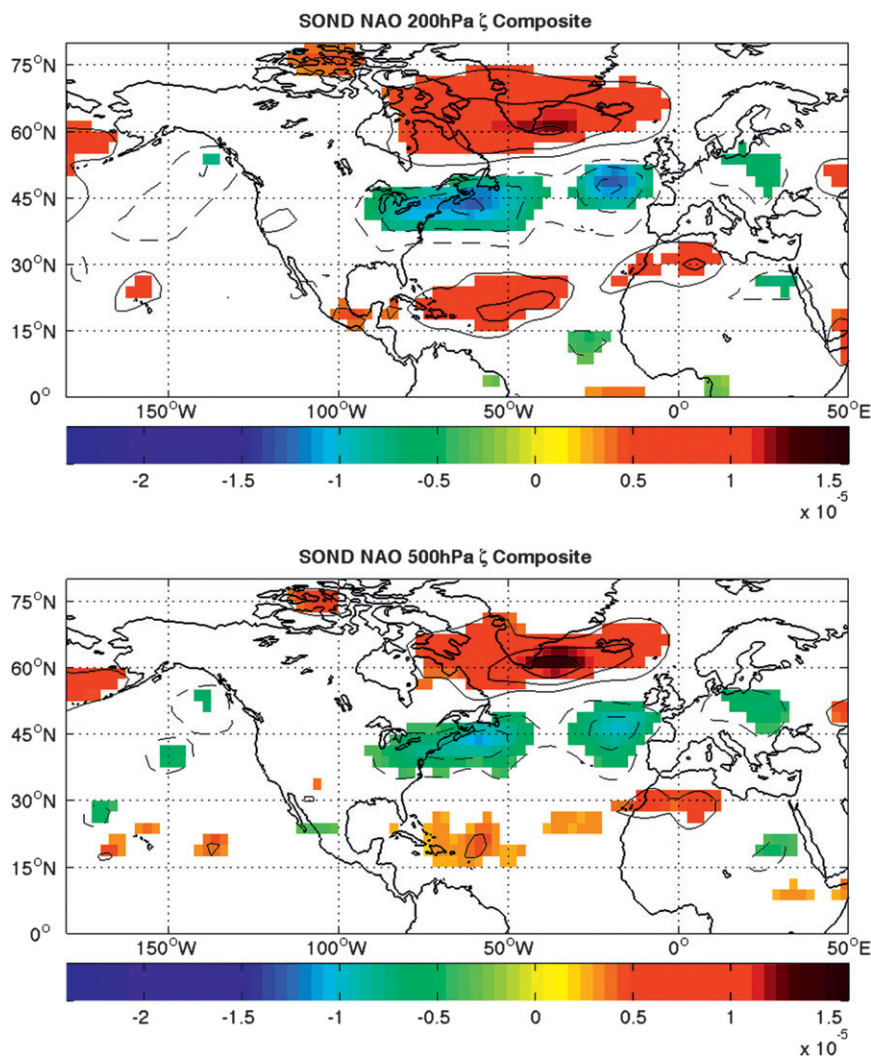 SOND NAO 200hPa ζ Composite
75°N
60°N
45°N
30°N
15°N
0°
150°W 100°W 50°W 0° 50°E
-2 -1.5 -1 -0.5 0 0.5 1 1.5
x 10^-5
SOND NAO 500hPa ζ Composite
75°N
60°N
45°N
30°N
15°N
0°
150°W 100°W 50°W 0° 50°E
-2 -1.5 -1 -0.5 0 0.5 1 1.5
x 10^-5